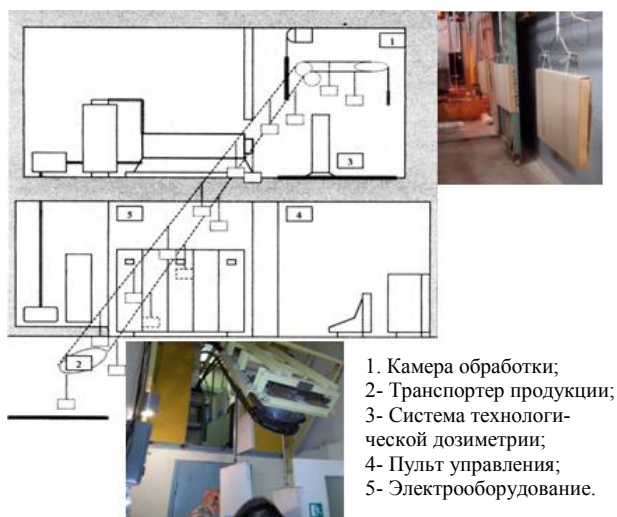 1
3
5
4
2
1. Камера обработки;
2- Транспортер продукции;
3- Система технологи-
ческой дозиметрии;
4- Пульт управления;
5- Электрооборудование.